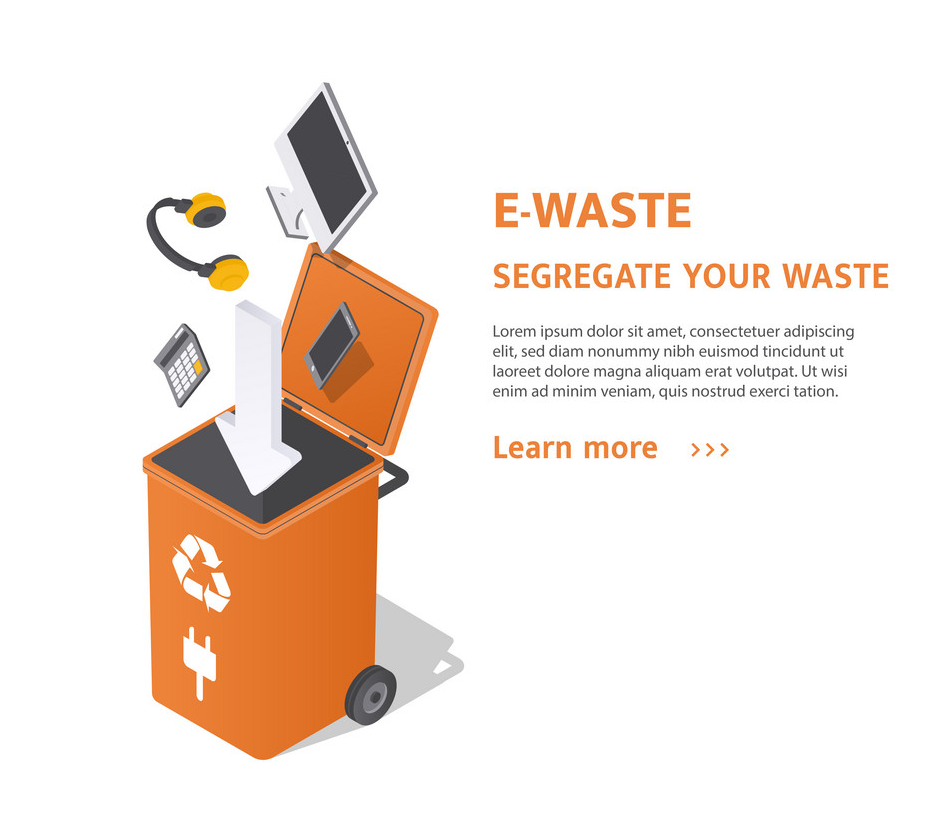 E-WASTE
SEGREGATE YOUR WASTE
Lorem ipsum dolor sit amet, consectetuer adipiscing
elit, sed diam nonummy nibh euismod tincidunt ut
laoreet dolore magna aliquam erat volutpat. Ut wisi
enim ad minim veniam, quis nostrud exerci tation.
Learn more >>>